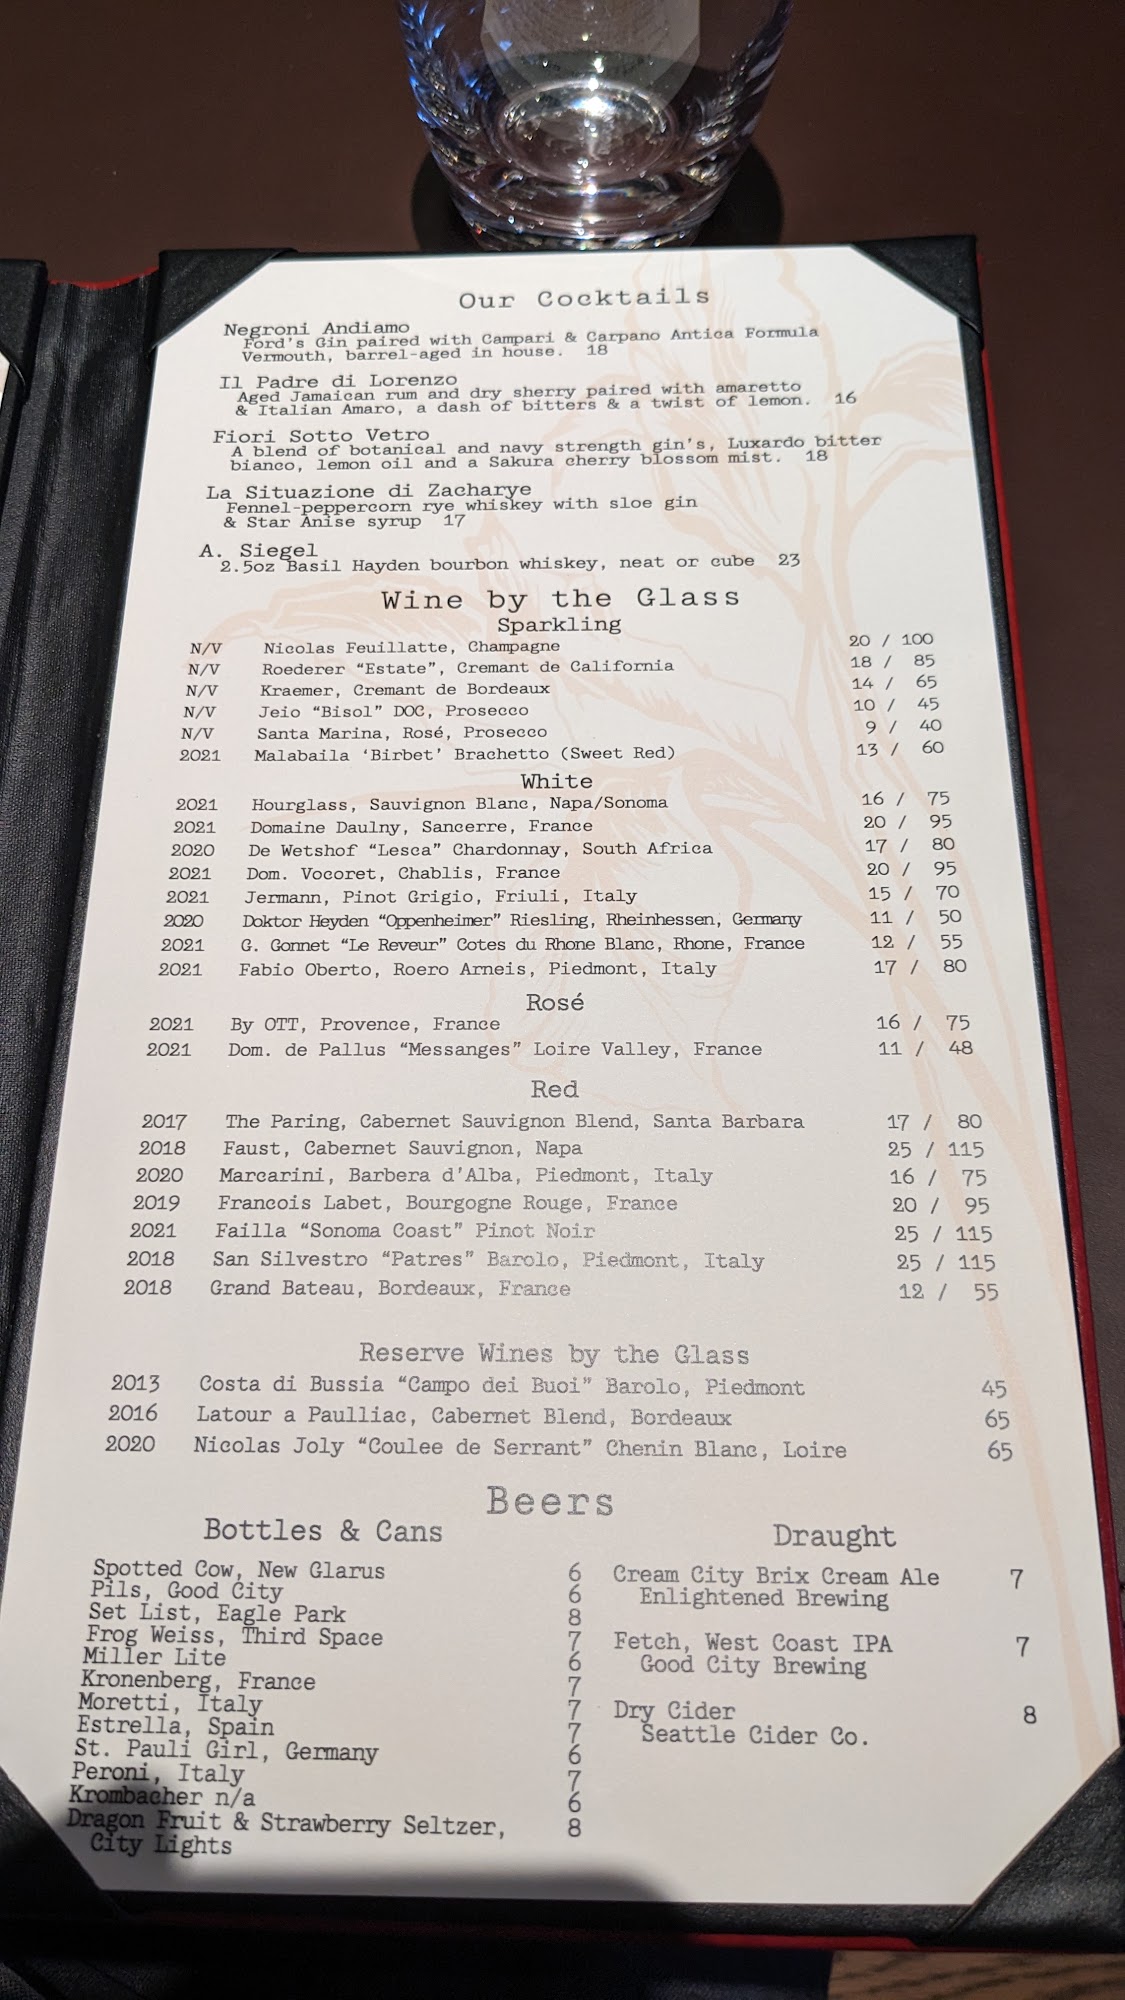 Our Cocktails
Negroni Andiamo
Ford's Gin paired with Campari & Carpano Antica Formula
Vermouth, barrel-aged in house. 18
Il Padre di Lorenzo
Aged Jamaican rum and dry sherry paired with amaretto
& Italian Amaro, a dash of bitters & a twist of lemon. 16
Fiori Sotto Vetro
A blend of botanical and navy strength gin's, Luxardo bitter
bianco, lemon oil and a Sakura cherry blossom mist. 18
La Situazione di Zacharye
Fennel-peppercorn rye whiskey with sloe gin
& Star Anise syrup 17
A. Siegel
2.5oz Basil Hayden bourbon whiskey, neat or cube 23
Wine by the Glass
Sparkling
N/V Nicolas Feuillatte, Champagne 20 / 100
N/V Roederer “Estate”, Cremant de California 18 / 85
N/V Kraemer, Cremant de Bordeaux 14 / 65
N/V Jeio “Bisol” DOC, Prosecco 10 / 45
N/V Santa Marina, Rosé, Prosecco 9 / 40
2021 Malabaila ‘Birbet’ Brachetto (Sweet Red) 13 / 60
White
2021 Hourglass, Sauvignon Blanc, Napa/Sonoma 16 / 75
2021 Domaine Daulny, Sancerre, France 20 / 95
2020 De Wetshof “Lesca” Chardonnay, South Africa 17 / 80
2021 Dom. Vocoret, Chablis, France 20 / 95
2021 Jermann, Pinot Grigio, Friuli, Italy 15 / 70
2020 Doktor Heyden “Oppenheimer” Riesling, Rheinhessen, Germany 11 / 50
2021 G. Gonnet “Le Reveur” Cotes du Rhone Blanc, Rhone, France 12 / 55
2021 Fabio Oberto, Roero Arneis, Piedmont, Italy 17 / 80
Rosé
2021 By OTT, Provence, France 16 / 75
2021 Dom. de Pallus “Messanges” Loire Valley, France 11 / 48
Red
2017 The Paring, Cabernet Sauvignon Blend, Santa Barbara 17 / 80
2018 Faust, Cabernet Sauvignon, Napa 25 / 115
2020 Marcarini, Barbera d'Alba, Piedmont, Italy 16 / 75
2019 Francois Labet, Bourgogne Rouge, France 20 / 95
2021 Failla “Sonoma Coast” Pinot Noir 25 / 115
2018 San Silvestro “Patres” Barolo, Piedmont, Italy 25 / 115
2018 Grand Bateau, Bordeaux, France 12 / 55
Reserve Wines by the Glass
2013 Costa di Bussia “Campo dei Buoi” Barolo, Piedmont 45
2016 Latour a Paulliac, Cabernet Blend, Bordeaux 65
2020 Nicolas Joly “Coulee de Serrant” Chenin Blanc, Loire 65
Beers
Bottles & Cans
Spotted Cow, New Glarus 6
Pils, Good City 6
Set List, Eagle Park 8
Frog Weiss, Third Space 7
Miller Lite 6
Kronenberg, France 7
Moretti, Italy 7
Estrella, Spain 7
St. Pauli Girl, Germany 6
Peroni, Italy 7
Krombacher n/a 6
Dragon Fruit & Strawberry Seltzer, 8
City Lights
Draught
Cream City Brix Cream Ale 7
Enlightened Brewing
Fetch, West Coast IPA 7
Good City Brewing
Dry Cider 8
Seattle Cider Co.